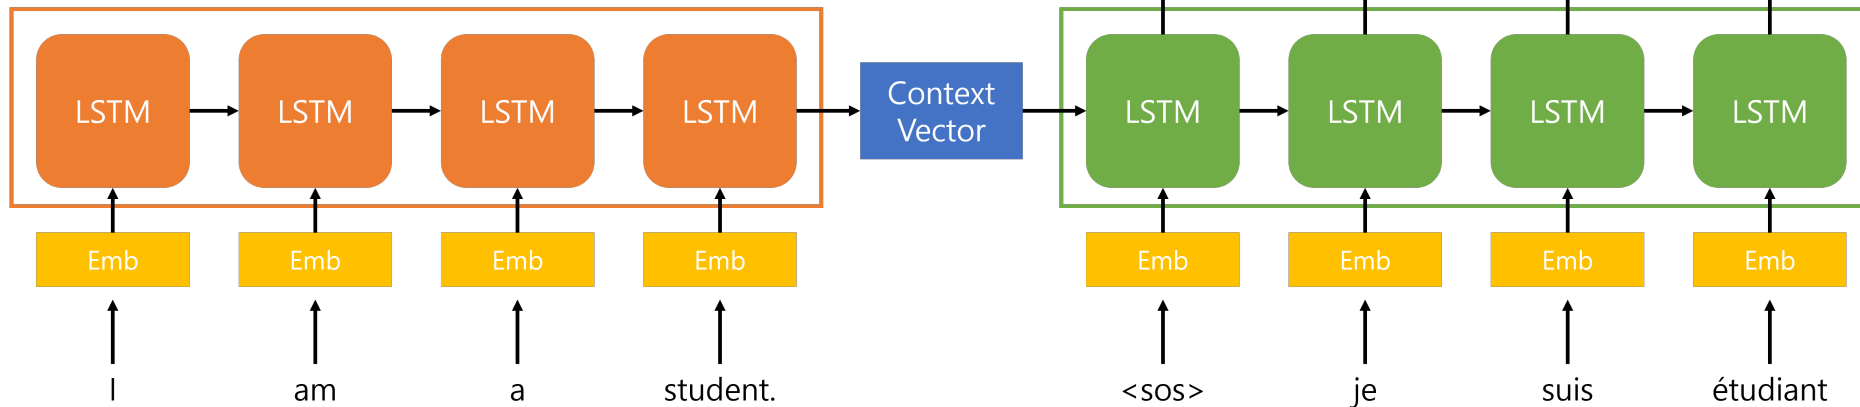 LSTM LSTM LSTM LSTM Context Vector LSTM LSTM LSTM LSTM
Emb Emb Emb Emb Emb Emb Emb Emb
I am a student. <sos> je suis étudiant